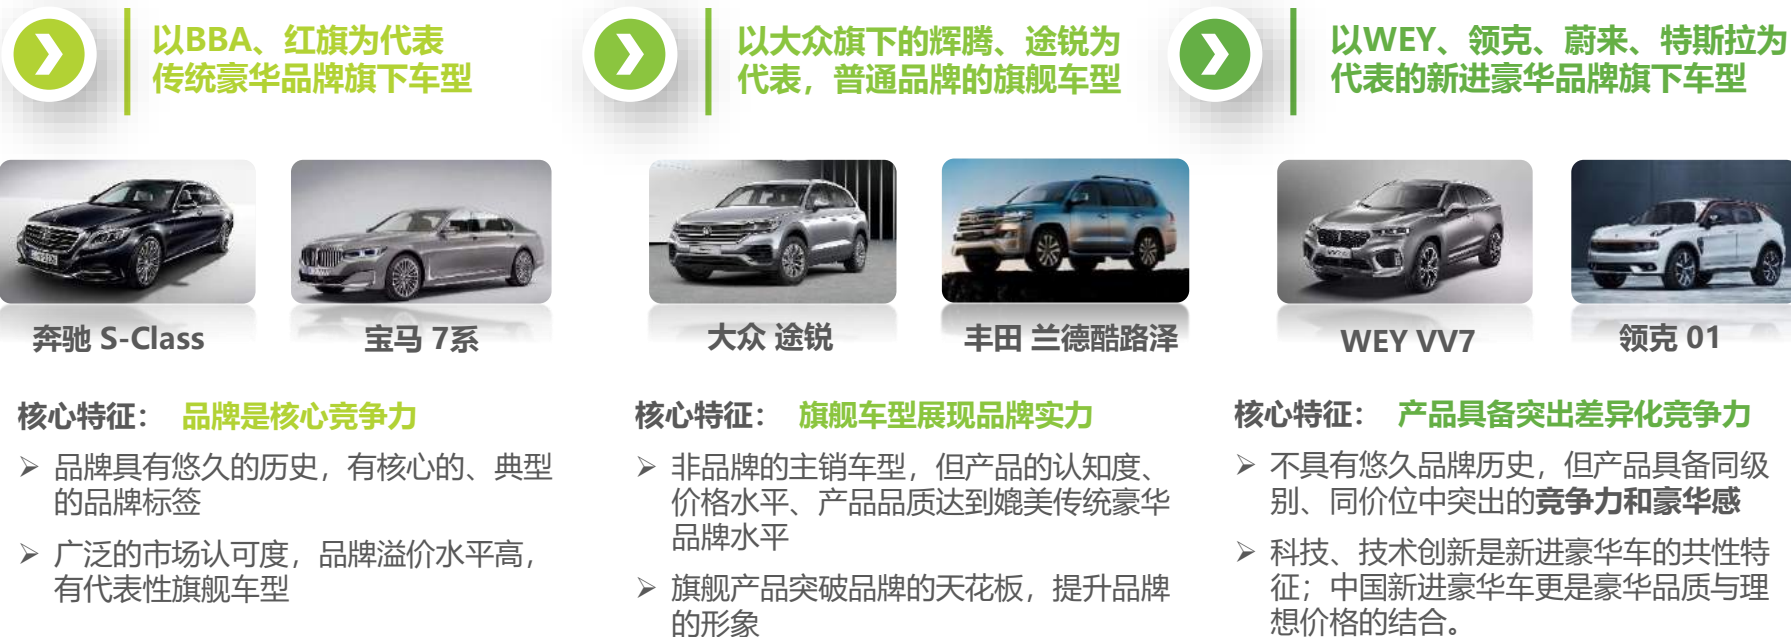 以BBA、红旗为代表
传统豪华品牌旗下车型
奔驰 S-Class
宝马 7系
核心特征： 品牌是核心竞争力
➢ 品牌具有悠久的历史，有核心的、典型
的品牌标签
➢ 广泛的市场认可度，品牌溢价水平高，
有代表性旗舰车型
以大众旗下的辉腾、途锐为
代表，普通品牌的旗舰车型
大众 途锐
丰田 兰德酷路泽
核心特征： 旗舰车型展现品牌实力
➢ 非品牌的主销车型，但产品的认知度、
价格水平、产品品质达到媲美传统豪华
品牌水平
➢ 旗舰产品突破品牌的天花板，提升品牌
的形象
以WEY、领克、蔚来、特斯拉为
代表的新进豪华品牌旗下车型
WEY VV7
领克 01
核心特征： 产品具备突出差异化竞争力
➢ 不具有悠久品牌历史，但产品具备同级
别、同价位中突出的竞争力和豪华感
➢ 科技、技术创新是新进豪华车的共性特
征；中国新进豪华车更是豪华品质与理
想价格的结合。